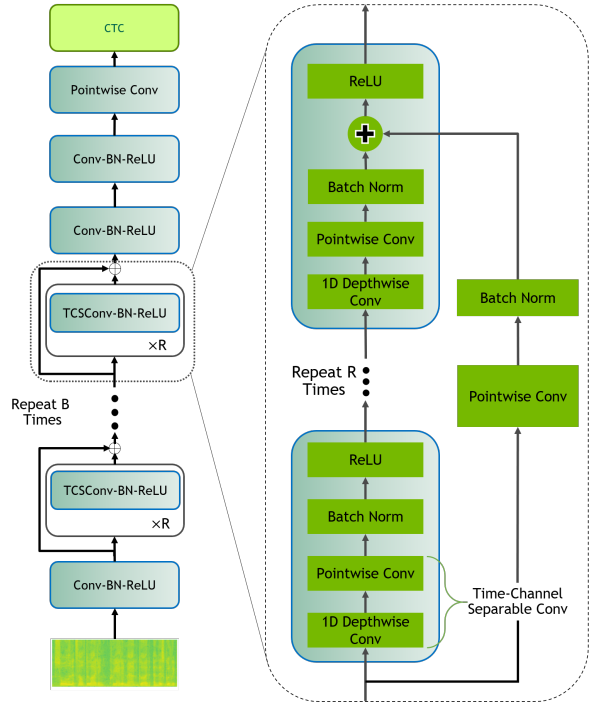 CTC
Pointwise Conv
Conv-BN-ReLU
Conv-BN-ReLU
TCSConv-BN-ReLU
×R
Repeat B
Times
TCSConv-BN-ReLU
×R
Conv-BN-ReLU
ReLU
Batch Norm
Pointwise Conv
1D Depthwise
Conv
Repeat R
Times
ReLU
Batch Norm
Pointwise Conv
1D Depthwise
Conv
Batch Norm
Pointwise Conv
Time-Channel
Separable Conv